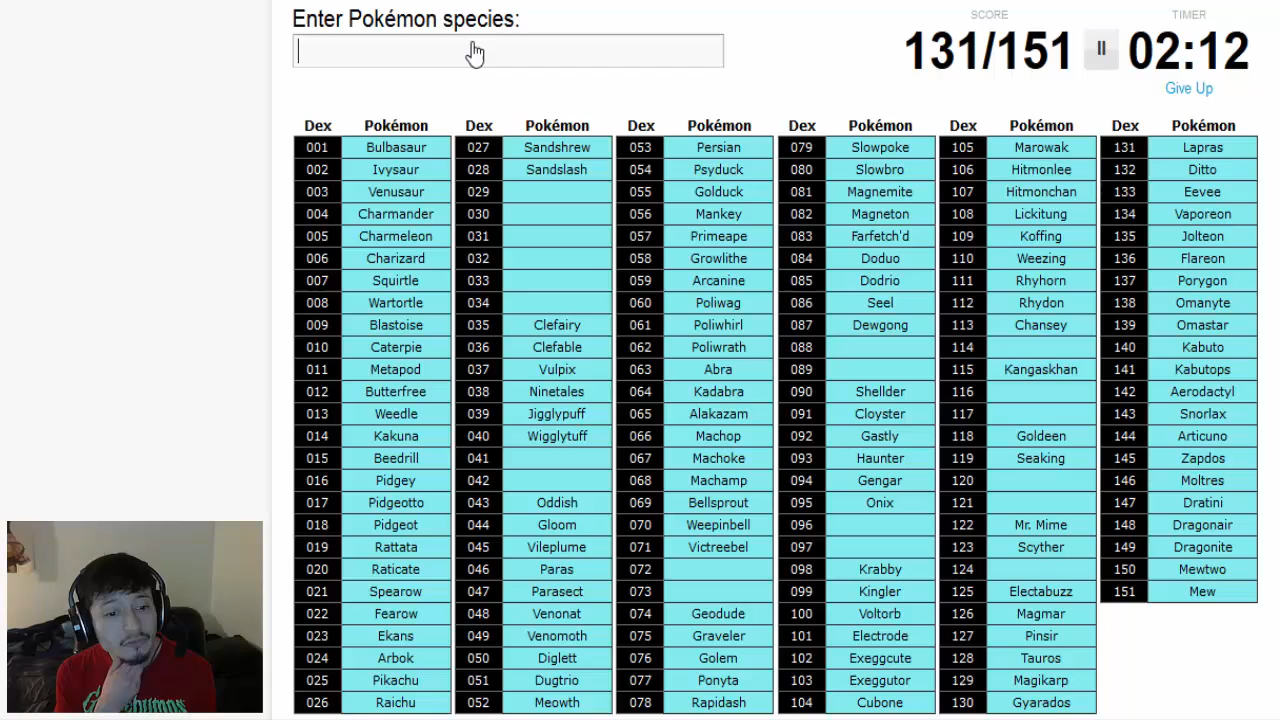 Enter Pokémon species:
SCORE
131/151
TIMER
02:12
Give Up
Dex Pokémon Dex Pokémon Dex Pokémon Dex Pokémon Dex Pokémon Dex Pokémon
001 Bulbasaur 027 Sandshrew 053 Persian 079 Slowpoke 105 Marowak 131 Lapras
002 Ivysaur 028 Sandslash 054 Psyduck 080 Slowbro 106 Hitmonlee 132 Ditto
003 Venusaur 029 055 Golduck 081 Magnemite 107 Hitmonchan 133 Eevee
004 Charmander 030 056 Mankey 082 Magneton 108 Lickitung 134 Vaporeon
005 Charmeleon 031 057 Primeape 083 Farfetch'd 109 Koffing 135 Jolteon
006 Charizard 032 058 Growlithe 084 Doduo 110 Weezing 136 Flareon
007 Squirtle 033 059 Arcanine 085 Dodrio 111 Rhyhorn 137 Porygon
008 Wartortle 034 060 Poliwag 086 Seel 112 Rhydon 138 Omanyte
009 Blastoise 035 Clefairy 061 Poliwhirl 087 Dewgong 113 Chansey 139 Omastar
010 Caterpie 036 Clefable 062 Poliwrath 088 114 140 Kabuto
011 Metapod 037 Vulpix 063 Abra 089 115 Kangaskhan 141 Kabutops
012 Butterfree 038 Ninetales 064 Kadabra 090 Shellder 116 142 Aerodactyl
013 Weedle 039 Jigglypuff 065 Alakazam 091 Cloyster 117 143 Snorlax
014 Kakuna 040 Wigglytuff 066 Machop 092 Gastly 118 Goldeen 144 Articuno
015 Beedrill 041 067 Machoke 093 Haunter 119 Seaking 145 Zapdos
016 Pidgey 042 068 Machamp 094 Gengar 120 146 Moltres
017 Pidgeotto 043 Oddish 069 Bellsprout 095 Onix 121 147 Dratini
018 Pidgeot 044 Gloom 070 Weepinbell 096 122 Mr. Mime 148 Dragonair
019 Rattata 045 Vileplume 071 Victreebel 097 123 Scyther 149 Dragonite
020 Raticate 046 Paras 072 098 Krabby 124 150 Mewtwo
021 Spearow 047 Parasect 073 099 Kingler 125 Electabuzz 151 Mew
022 Fearow 048 Venonat 074 Geodude 100 Voltorb 126 Magmar
023 Ekans 049 Venomoth 075 Graveler 101 Electrode 127 Pinsir
024 Arbok 050 Diglett 076 Golem 102 Exeggcute 128 Tauros
025 Pikachu 051 Dugtrio 077 Ponyta 103 Exeggutor 129 Magikarp
026 Raichu 052 Meowth 078 Rapidash 104 Cubone 130 Gyarados